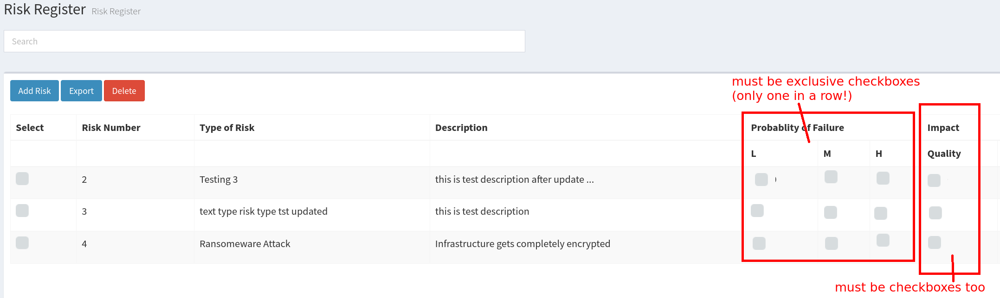 Risk Register Risk Register
Search
Add Risk Export Delete
must be exclusive checkboxes
(only one in a row!)
Select Risk Number Type of Risk Description Probablity of Failure Impact
L M H Quality
2 Testing 3 this is test description after update ...
3 text type risk type tst updated this is test description
4 Ransomeware Attack Infrastructure gets completely encrypted
must be checkboxes too